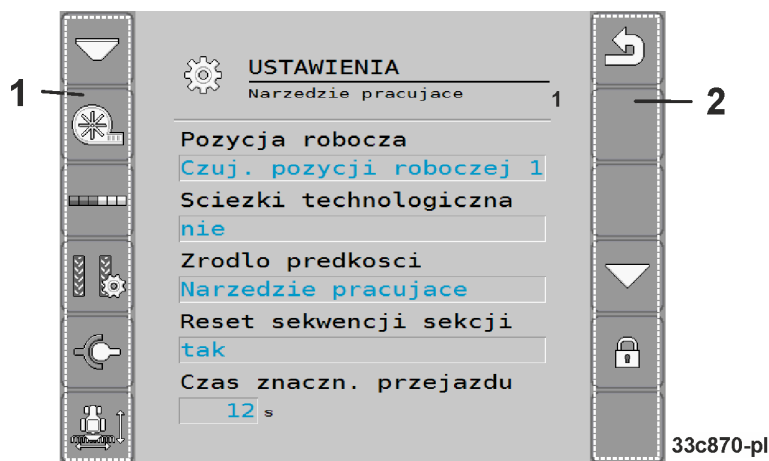 USTAWIENIA
Narzedzie pracujace 1
1
2
Pozycja robocza
Czuj. pozycji roboczej 1
Sciezki technologiczna
nie
Zrodlo predkosci
Narzedzie pracujace
Reset sekwencji sekcji
tak
Czas znaczn. przejazdu
12 s
33c870-pl